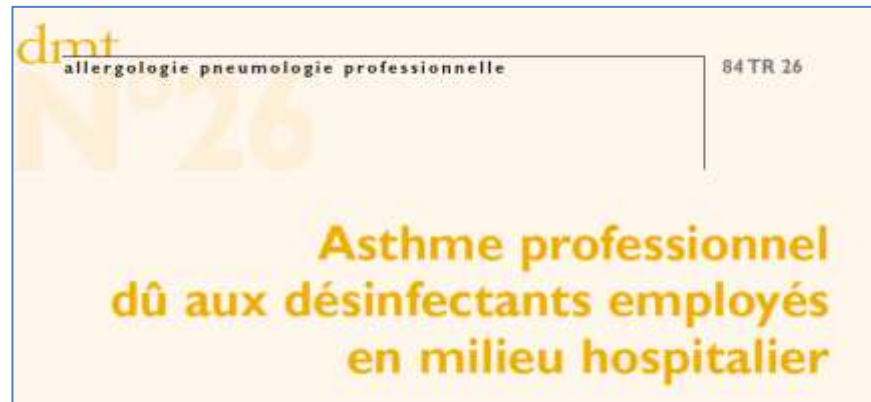 dmt
allergologie pneumologie professionnelle
84 TR 26
N°26
Asthme professionnel
dû aux désinfectants employés
en milieu hospitalier